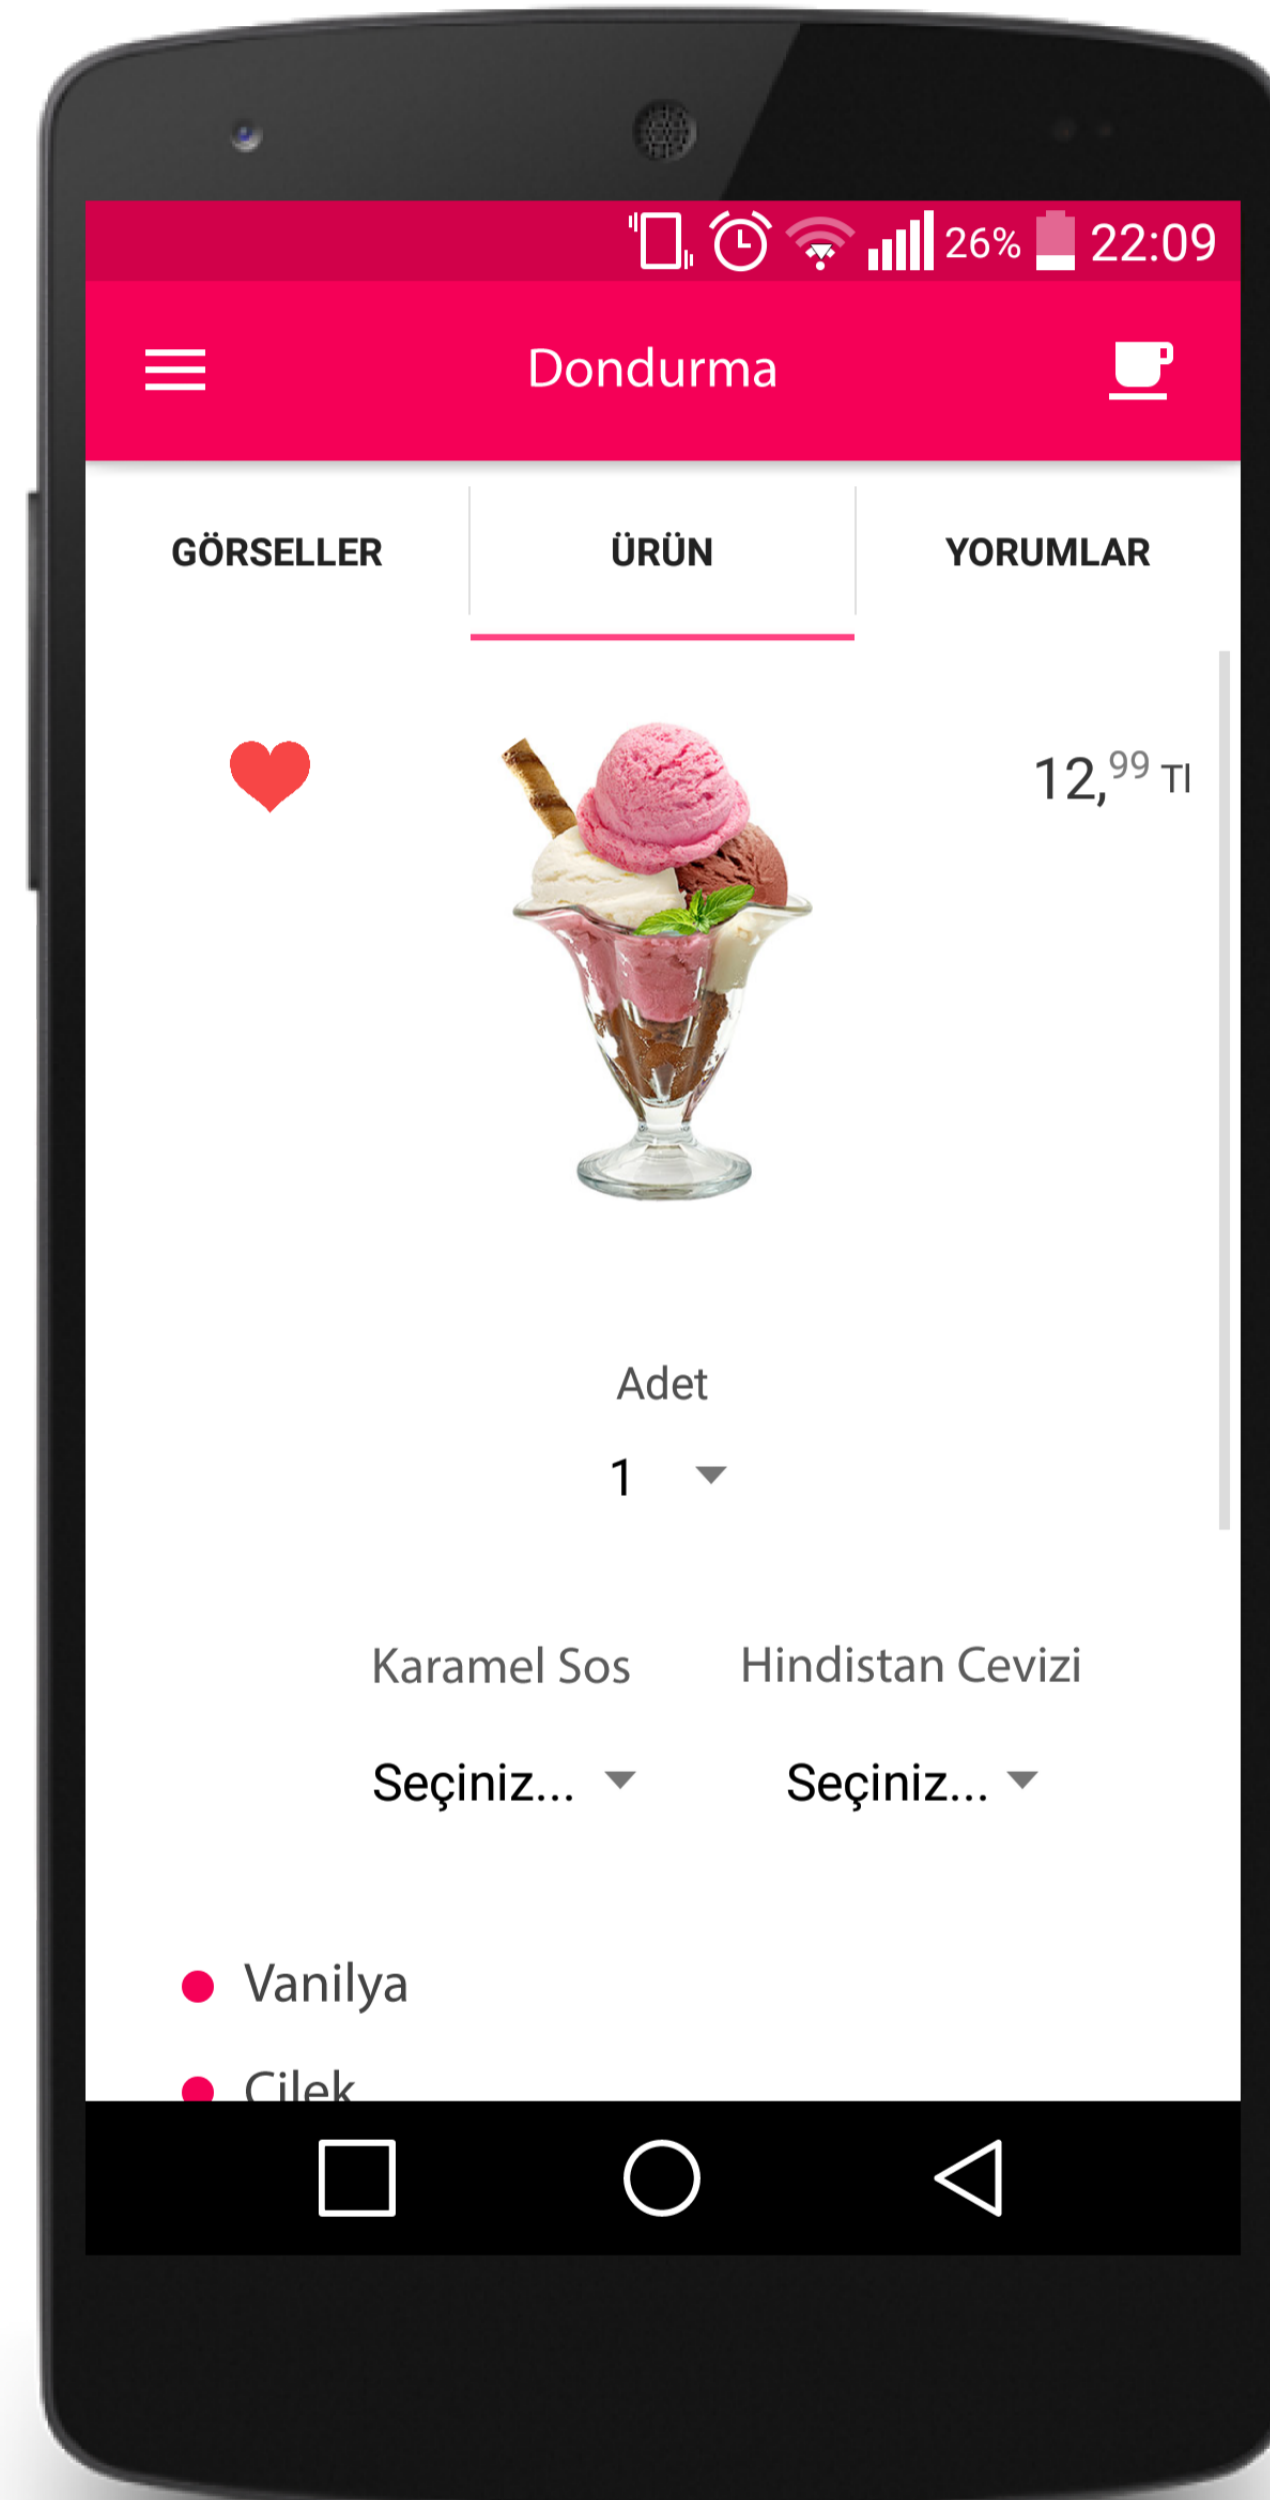 26% 22:09
Dondurma
GÖRSELLER ÜRÜN YORUMLAR
12,99 Tl
Adet
1
Karamel Sos Hindistan Cevizi
Seçiniz... Seçiniz...
Vanilya
Çilek